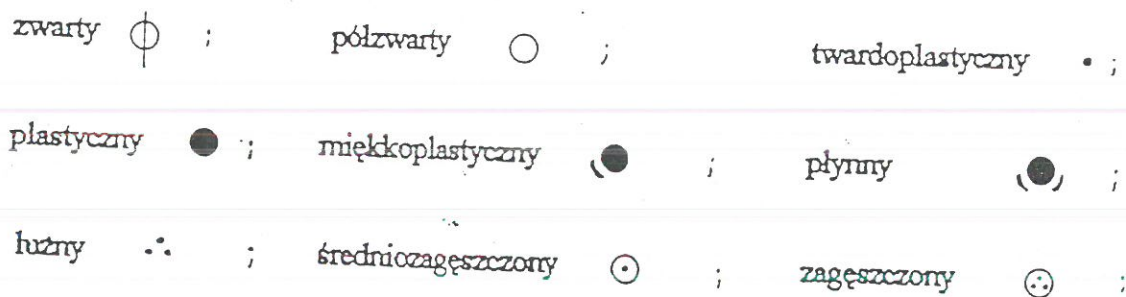 zwarty ; półzwarty ; twardoplastyczny ;
plastyczny ; miękkoplastyczny ; płynny ;
luźny ; średniozagęszczony ; zagęszczony ;